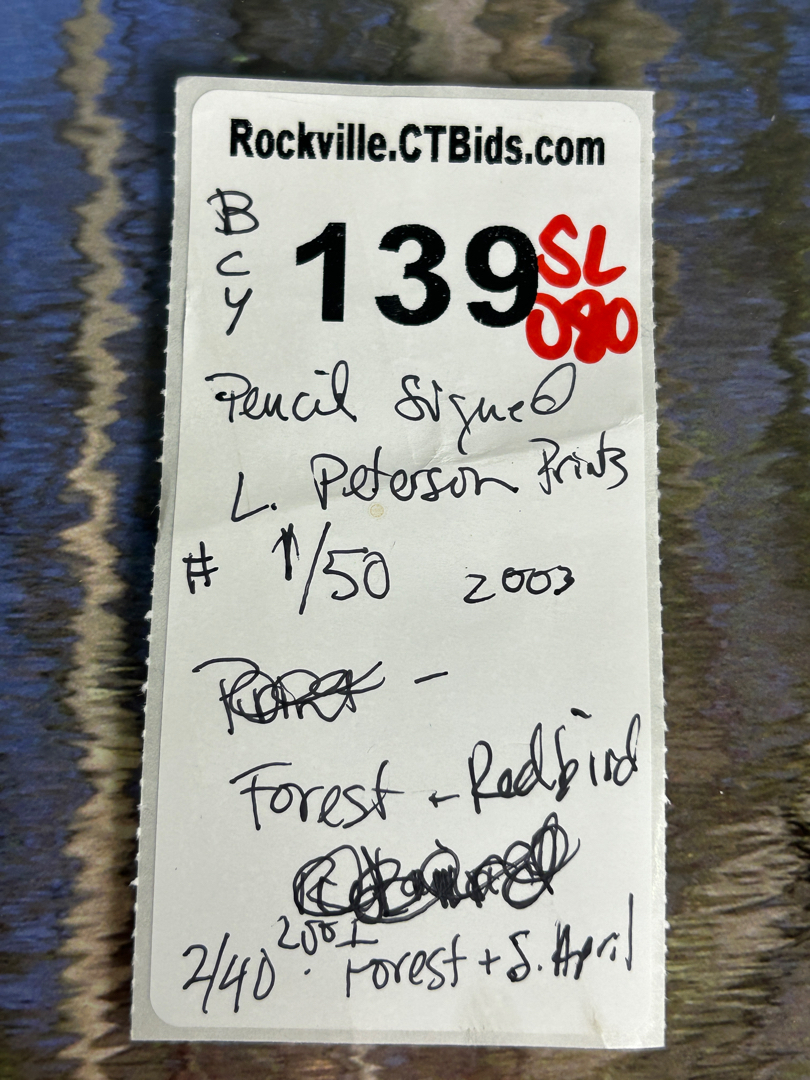 Rockville.CTBids.com
B
C
Y
139
SL
080
Pencil Signed
L. Peterson Prints
# 1/50 2003
-
Forest - Redbird
2001
2/40 . Forest + S. April